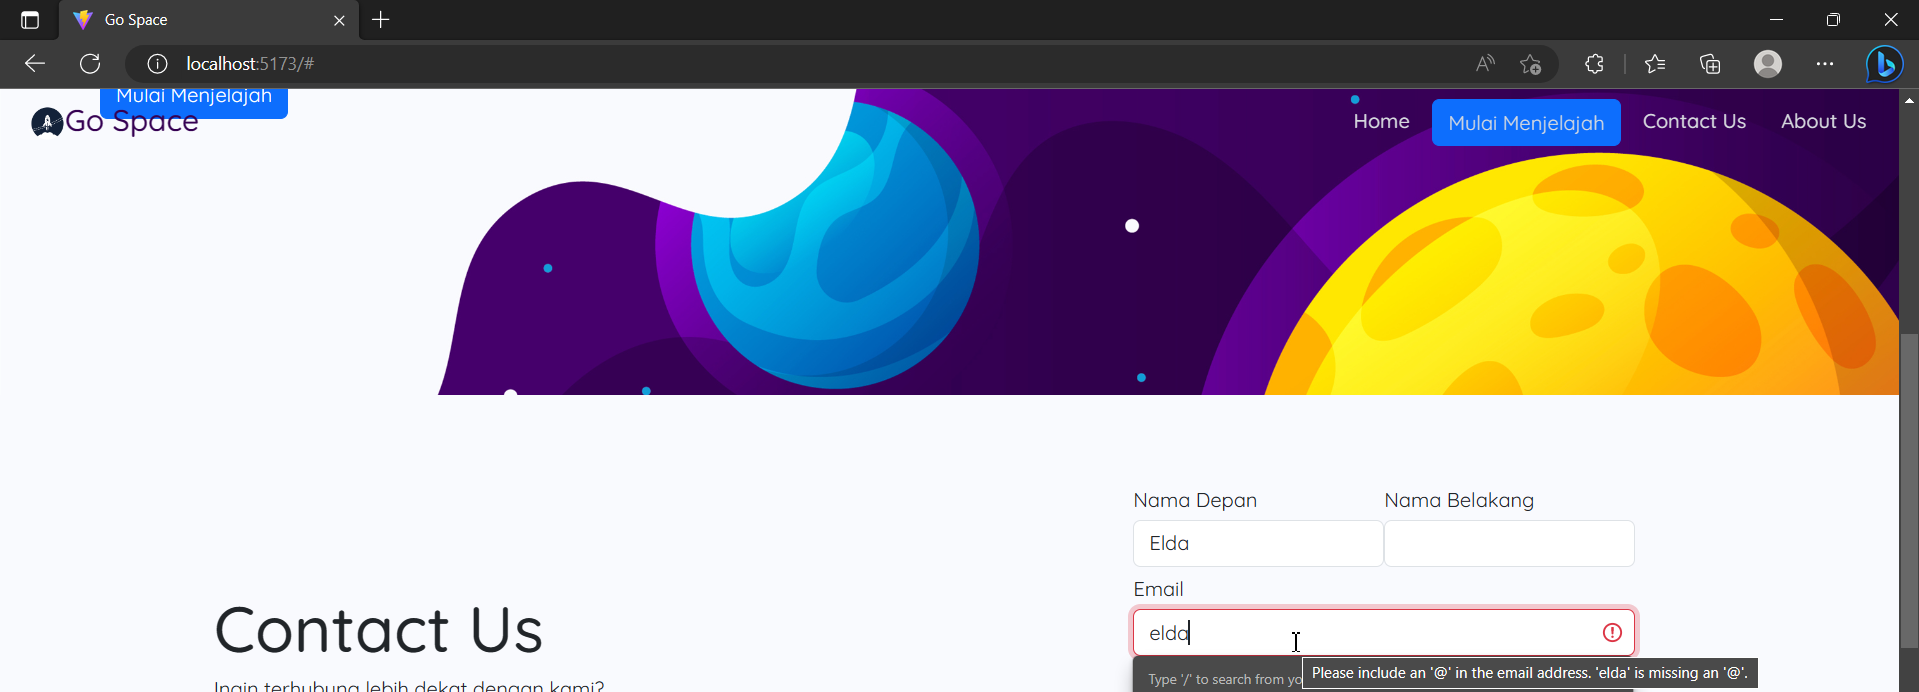 Go Space
localhost:5173/#
Mulai Menjelajah
Go Space
Home
Mulai Menjelajah
Contact Us
About Us
Nama Depan
Nama Belakang
Elda
Email
elda
Contact Us
Ingin terhubung lebih dekat dengan kami?
Type '/' to search from yo
Please include an '@' in the email address. 'elda' is missing an '@'.